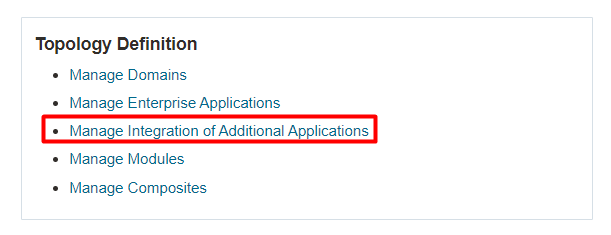 Topology Definition
Manage Domains
Manage Enterprise Applications
Manage Integration of Additional Applications
Manage Modules
Manage Composites